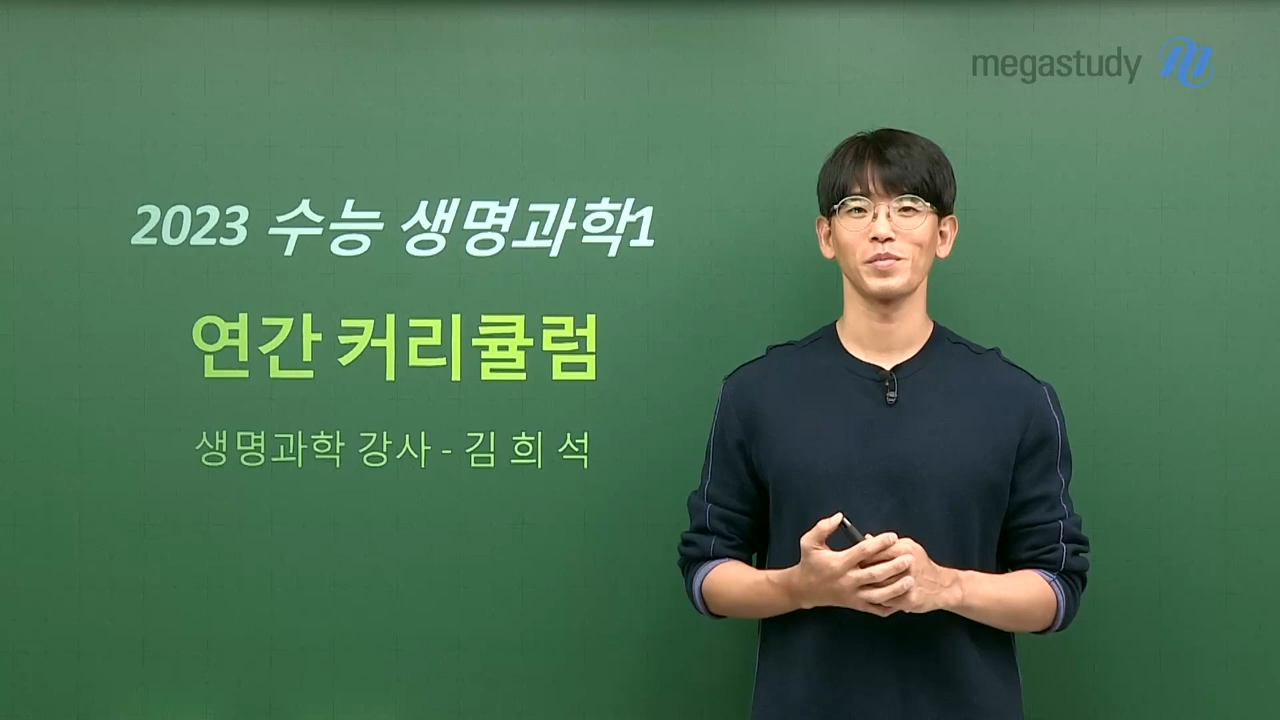 megastudy
2023 수능 생명과학1
연간 커리큘럼
생명과학 강사 - 김 희 석